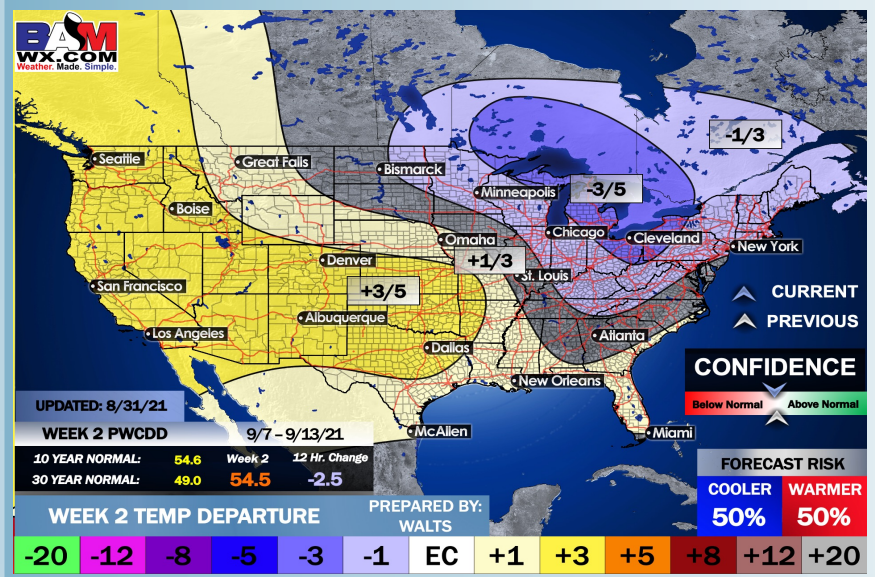 BAM
WX.COM
Weather. Made. Simple.
-1/3
Seattle
Great Falls
Bismarck
Minneapolis
-3/5
Boise
Omaha
Chicago
Cleveland
New York
Denver
+1/3
St. Louis
San Francisco
+3/5
CURRENT
PREVIOUS
Albuquerque
Los Angeles
Atlanta
Dallas
CONFIDENCE
New Orleans
Below Normal
Above Normal
UPDATED: 8/31/21
WEEK 2 PWCDD 9/7 - 9/13/21
McAllen
Miami
10 YEAR NORMAL: 54.6 Week 2 12 Hr. Change
30 YEAR NORMAL: 49.0 54.5 -2.5
FORECAST RISK
COOLER WARMER
50% 50%
WEEK 2 TEMP DEPARTURE
PREPARED BY:
WALTS
-20 -12 -8 -5 -3 -1 EC +1 +3 +5 +8 +12 +20